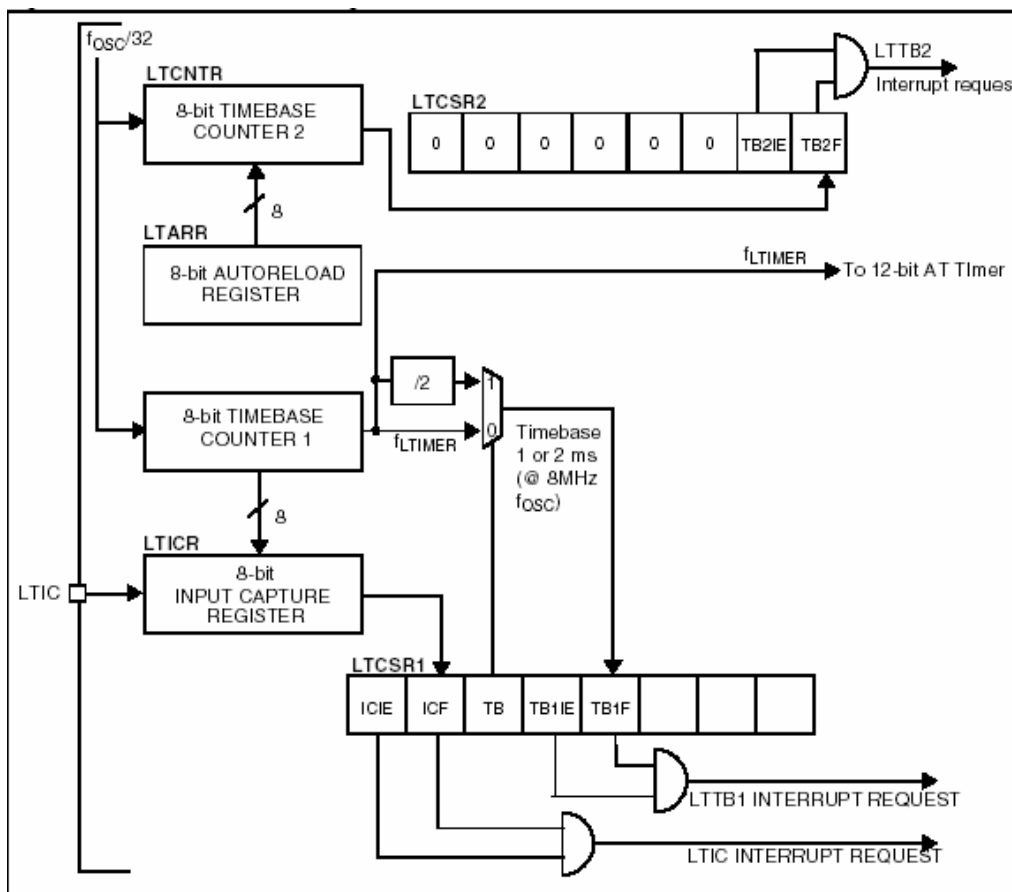 fOSC/32
LTTB2
Interrupt reques
LTCNTR
8-bit TIMEBASE
COUNTER 2
LTCSR2
0 0 0 0 0 0 TB2IE TB2F
8
LTARR
8-bit AUTORELOAD
REGISTER
fLTIMER
To 12-bit AT TImer
/2
1
8-bit TIMEBASE
COUNTER 1
fLTIMER
0
Timebase
1 or 2 ms
(@ 8MHz
fOSC)
8
LTICR
LTIC
8-bit
INPUT CAPTURE
REGISTER
LTCSR1
ICIE ICF TB TB1IE TB1F
LTTB1 INTERRUPT REQUEST
LTIC INTERRUPT REQUEST